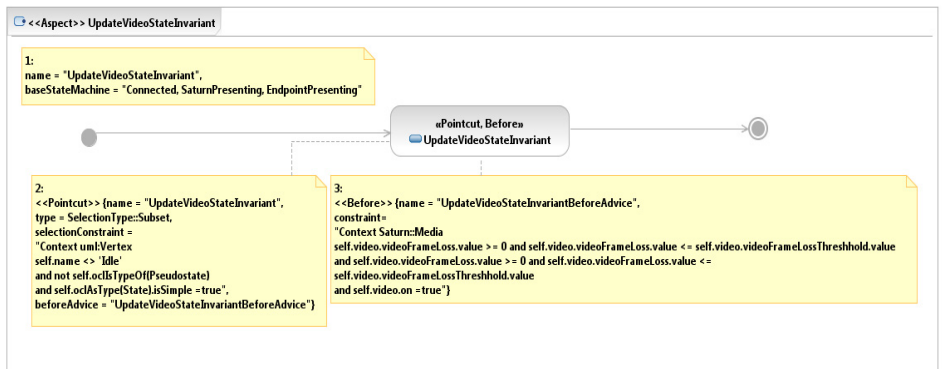 <<Aspect>> UpdateVideoStateInvariant
1:
name = "UpdateVideoStateInvariant",
baseStateMachine = "Connected, SaturnPresenting, EndpointPresenting"
«Pointcut, Before»
UpdateVideoStateInvariant
2:
<<Pointcut>> {name = "UpdateVideoStateInvariant",
type = SelectionType::Subset,
selectionConstraint =
"Context uml:Vertex
self.name <> 'Idle'
and not self.oclIsTypeOf(Pseudostate)
and self.oclAsType(State).isSimple =true",
beforeAdvice = "UpdateVideoStateInvariantBeforeAdvice"}
3:
<<Before>> {name = "UpdateVideoStateInvariantBeforeAdvice",
constraint=
"Context Saturn::Media
self.video.videoFrameLoss.value >= 0 and self.video.videoFrameLoss.value <= self.video.videoFrameLossThreshhold.value
and self.video.videoFrameLoss.value >= 0 and self.video.videoFrameLoss.value <=
self.video.videoFrameLossThreshhold.value
and self.video.on =true"}